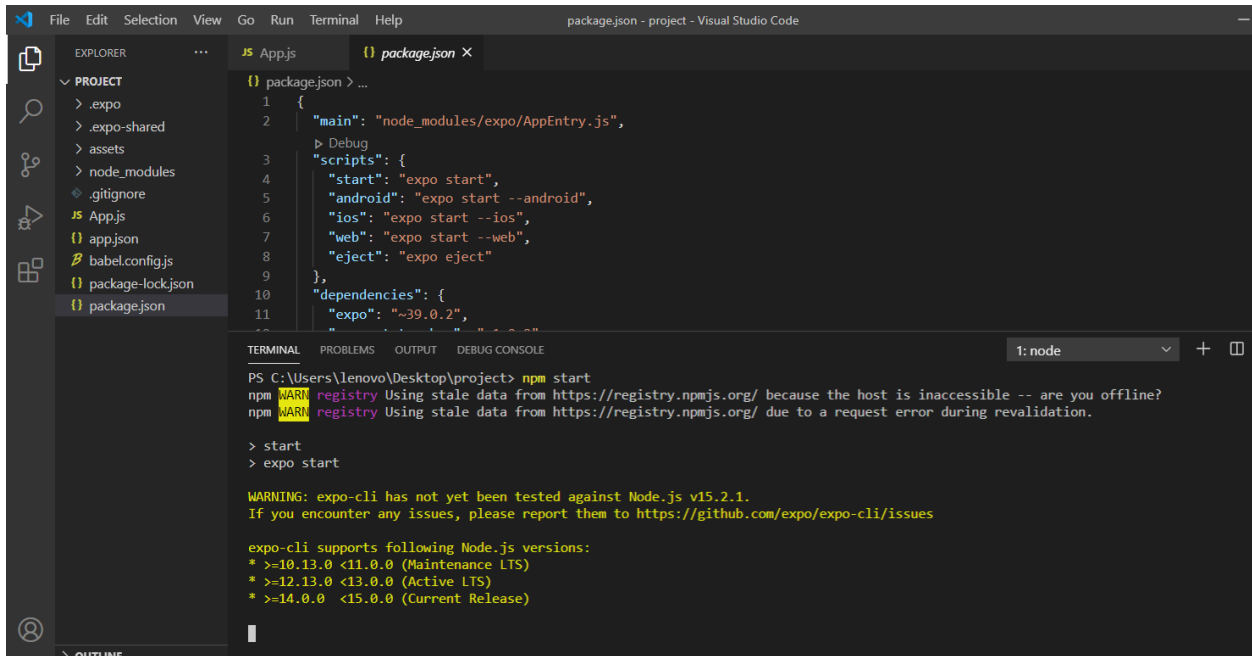 File Edit Selection View Go Run Terminal Help package.json - project - Visual Studio Code
EXPLORER ...
PROJECT
.expo
.expo-shared
assets
node_modules
.gitignore
JS App.js
{} app.json
babel.config.js
{} package-lock.json
{} package.json
OUTLINE
JS App.js {} package.json
{} package.json > ...
1 {
2 "main": "node_modules/expo/AppEntry.js",
Debug
3 "scripts": {
4 "start": "expo start",
5 "android": "expo start --android",
6 "ios": "expo start --ios",
7 "web": "expo start --web",
8 "eject": "expo eject"
9 },
10 "dependencies": {
11 "expo": "~39.0.2",
TERMINAL PROBLEMS OUTPUT DEBUG CONSOLE 1: node
PS C:\Users\lenovo\Desktop\project> npm start
npm WARN registry Using stale data from https://registry.npmjs.org/ because the host is inaccessible -- are you offline?
npm WARN registry Using stale data from https://registry.npmjs.org/ due to a request error during revalidation.
> start
> expo start
WARNING: expo-cli has not yet been tested against Node.js v15.2.1.
If you encounter any issues, please report them to https://github.com/expo/expo-cli/issues
expo-cli supports following Node.js versions:
* >=10.13.0 <11.0.0 (Maintenance LTS)
* >=12.13.0 <13.0.0 (Active LTS)
* >=14.0.0 <15.0.0 (Current Release)